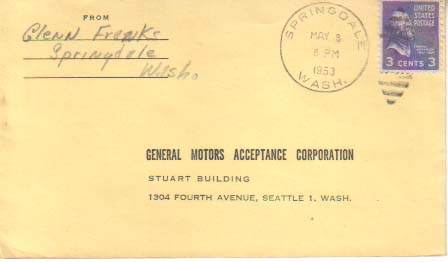 FROM
Glenn Franks
Springdale
Wash.
SPRINGDALE
MAY 8
6 PM
1953
WASH.
UNITED STATES POSTAGE
3 CENTS 3
GENERAL MOTORS ACCEPTANCE CORPORATION
STUART BUILDING
1304 FOURTH AVENUE, SEATTLE 1, WASH.